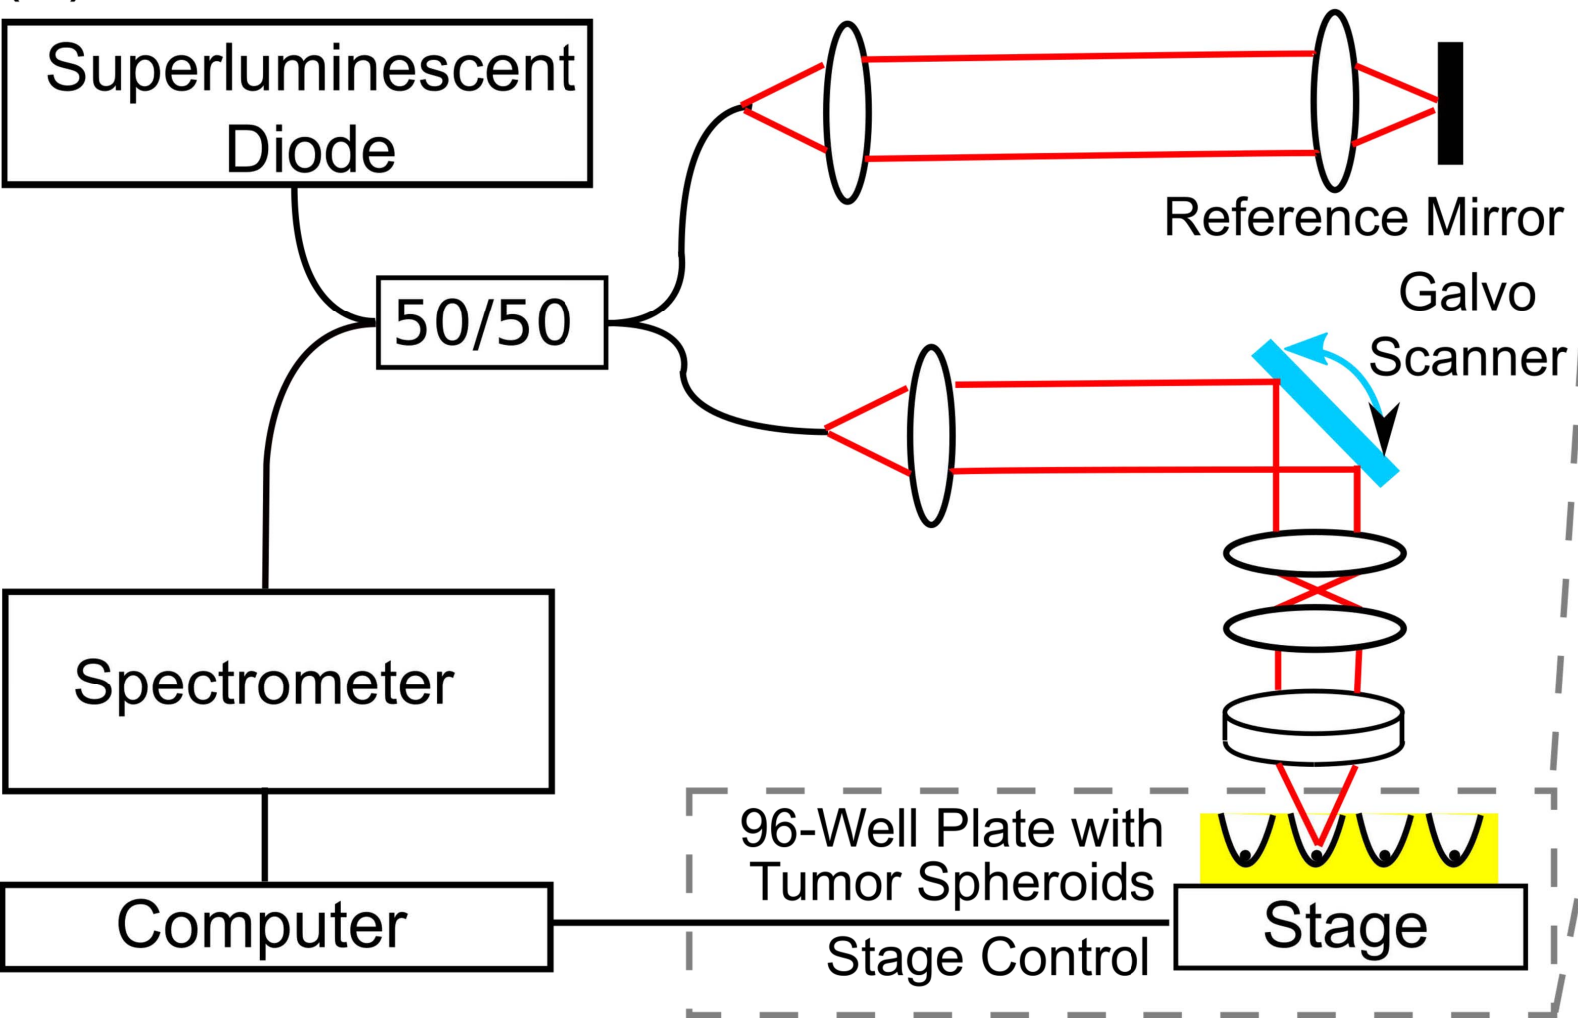 Superluminescent
Diode
50/50
Reference Mirror
Galvo
Scanner
Spectrometer
96-Well Plate with
Tumor Spheroids
Computer
Stage Control
Stage